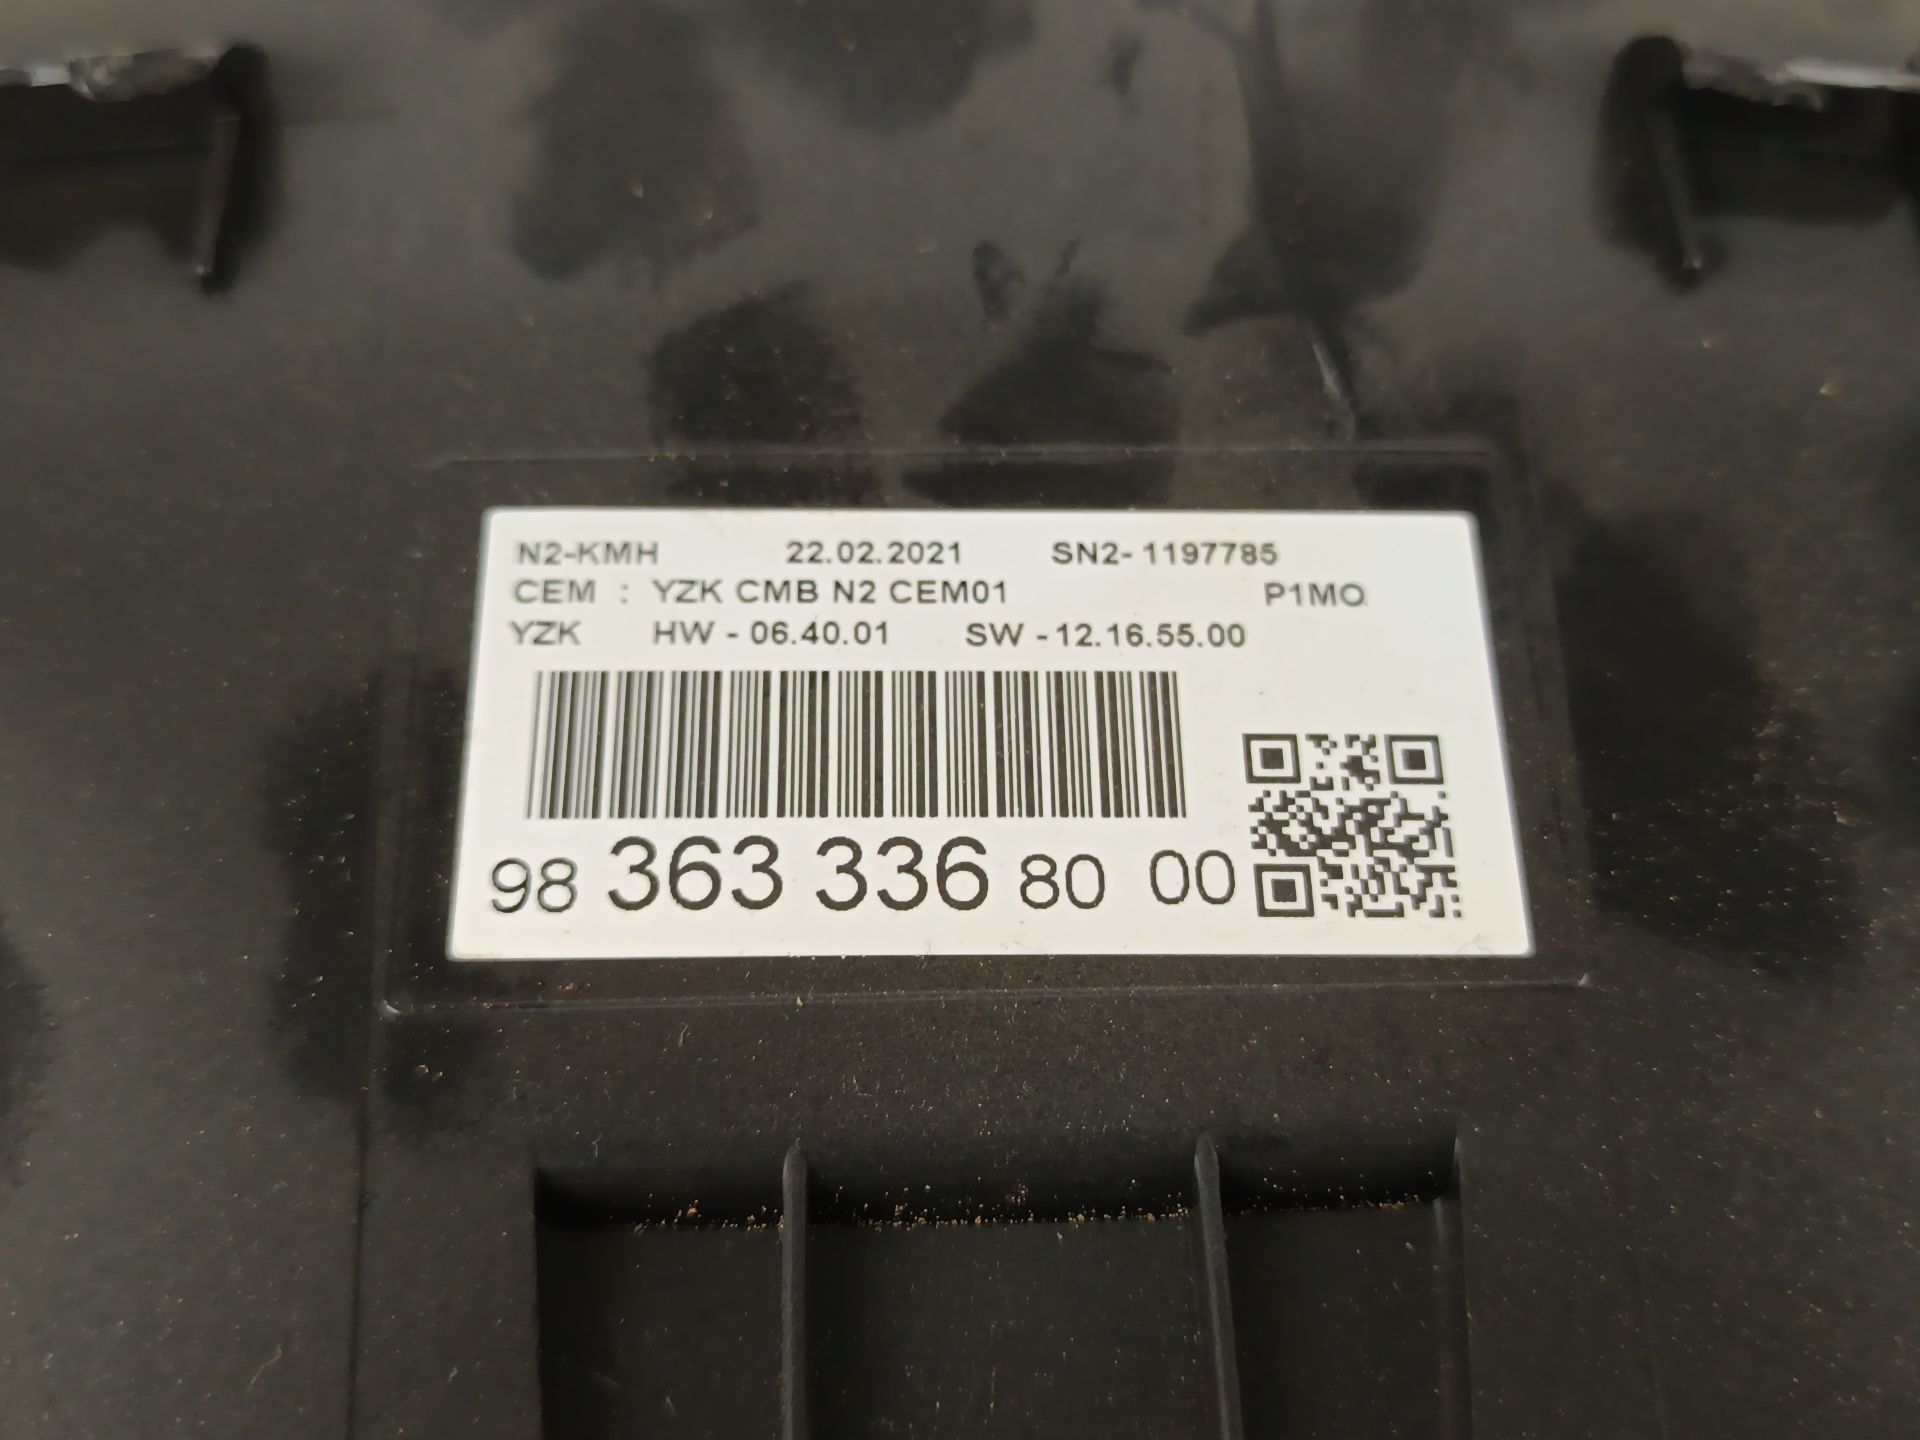 N2-KMH 22.02.2021 SN2- 1197785
CEM : YZK CMB N2 CEM01 P1MO
YZK HW - 06.40.01 SW - 12.16.55.00
98 363 336 80 00